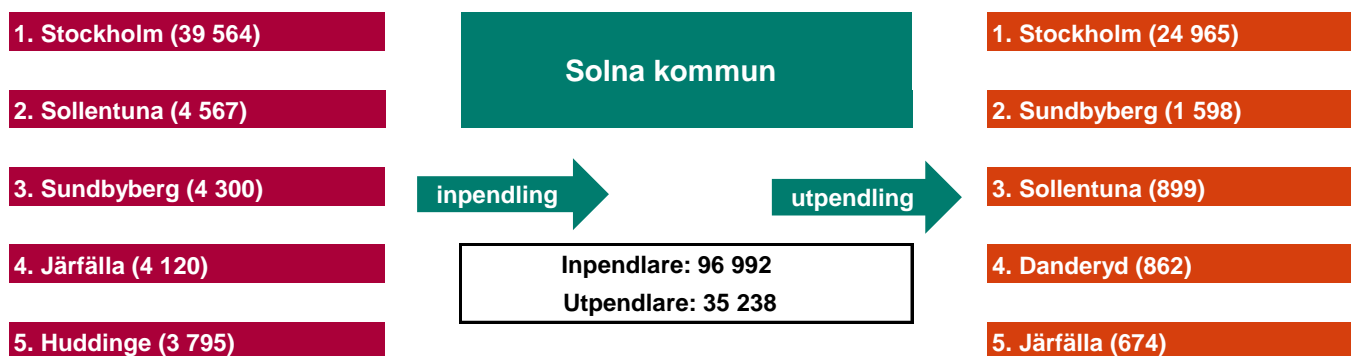 1. Stockholm (39 564)
2. Sollentuna (4 567)
3. Sundbyberg (4 300)
4. Järfälla (4 120)
5. Huddinge (3 795)
Solna kommun
inpendling
utpendling
Inpendlare: 96 992
Utpendlare: 35 238
1. Stockholm (24 965)
2. Sundbyberg (1 598)
3. Sollentuna (899)
4. Danderyd (862)
5. Järfälla (674)